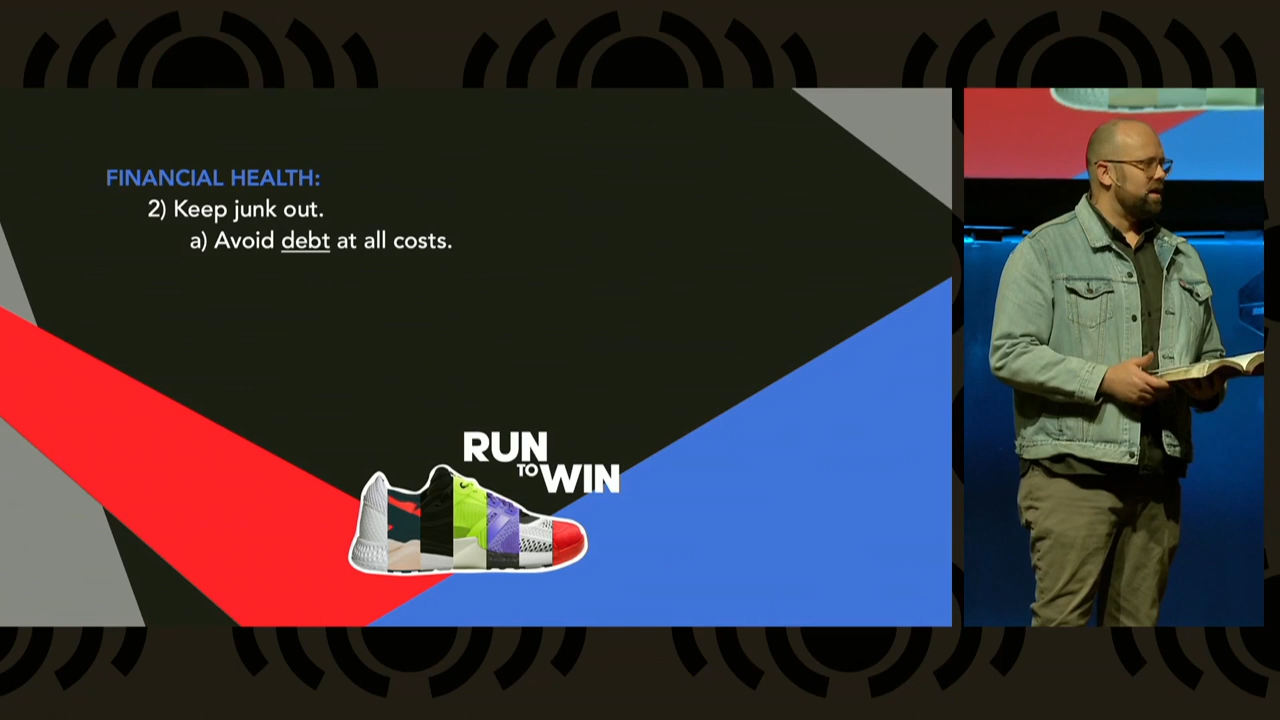 FINANCIAL HEALTH:
2) Keep junk out.
a) Avoid debt at all costs.
RUN
TO WIN